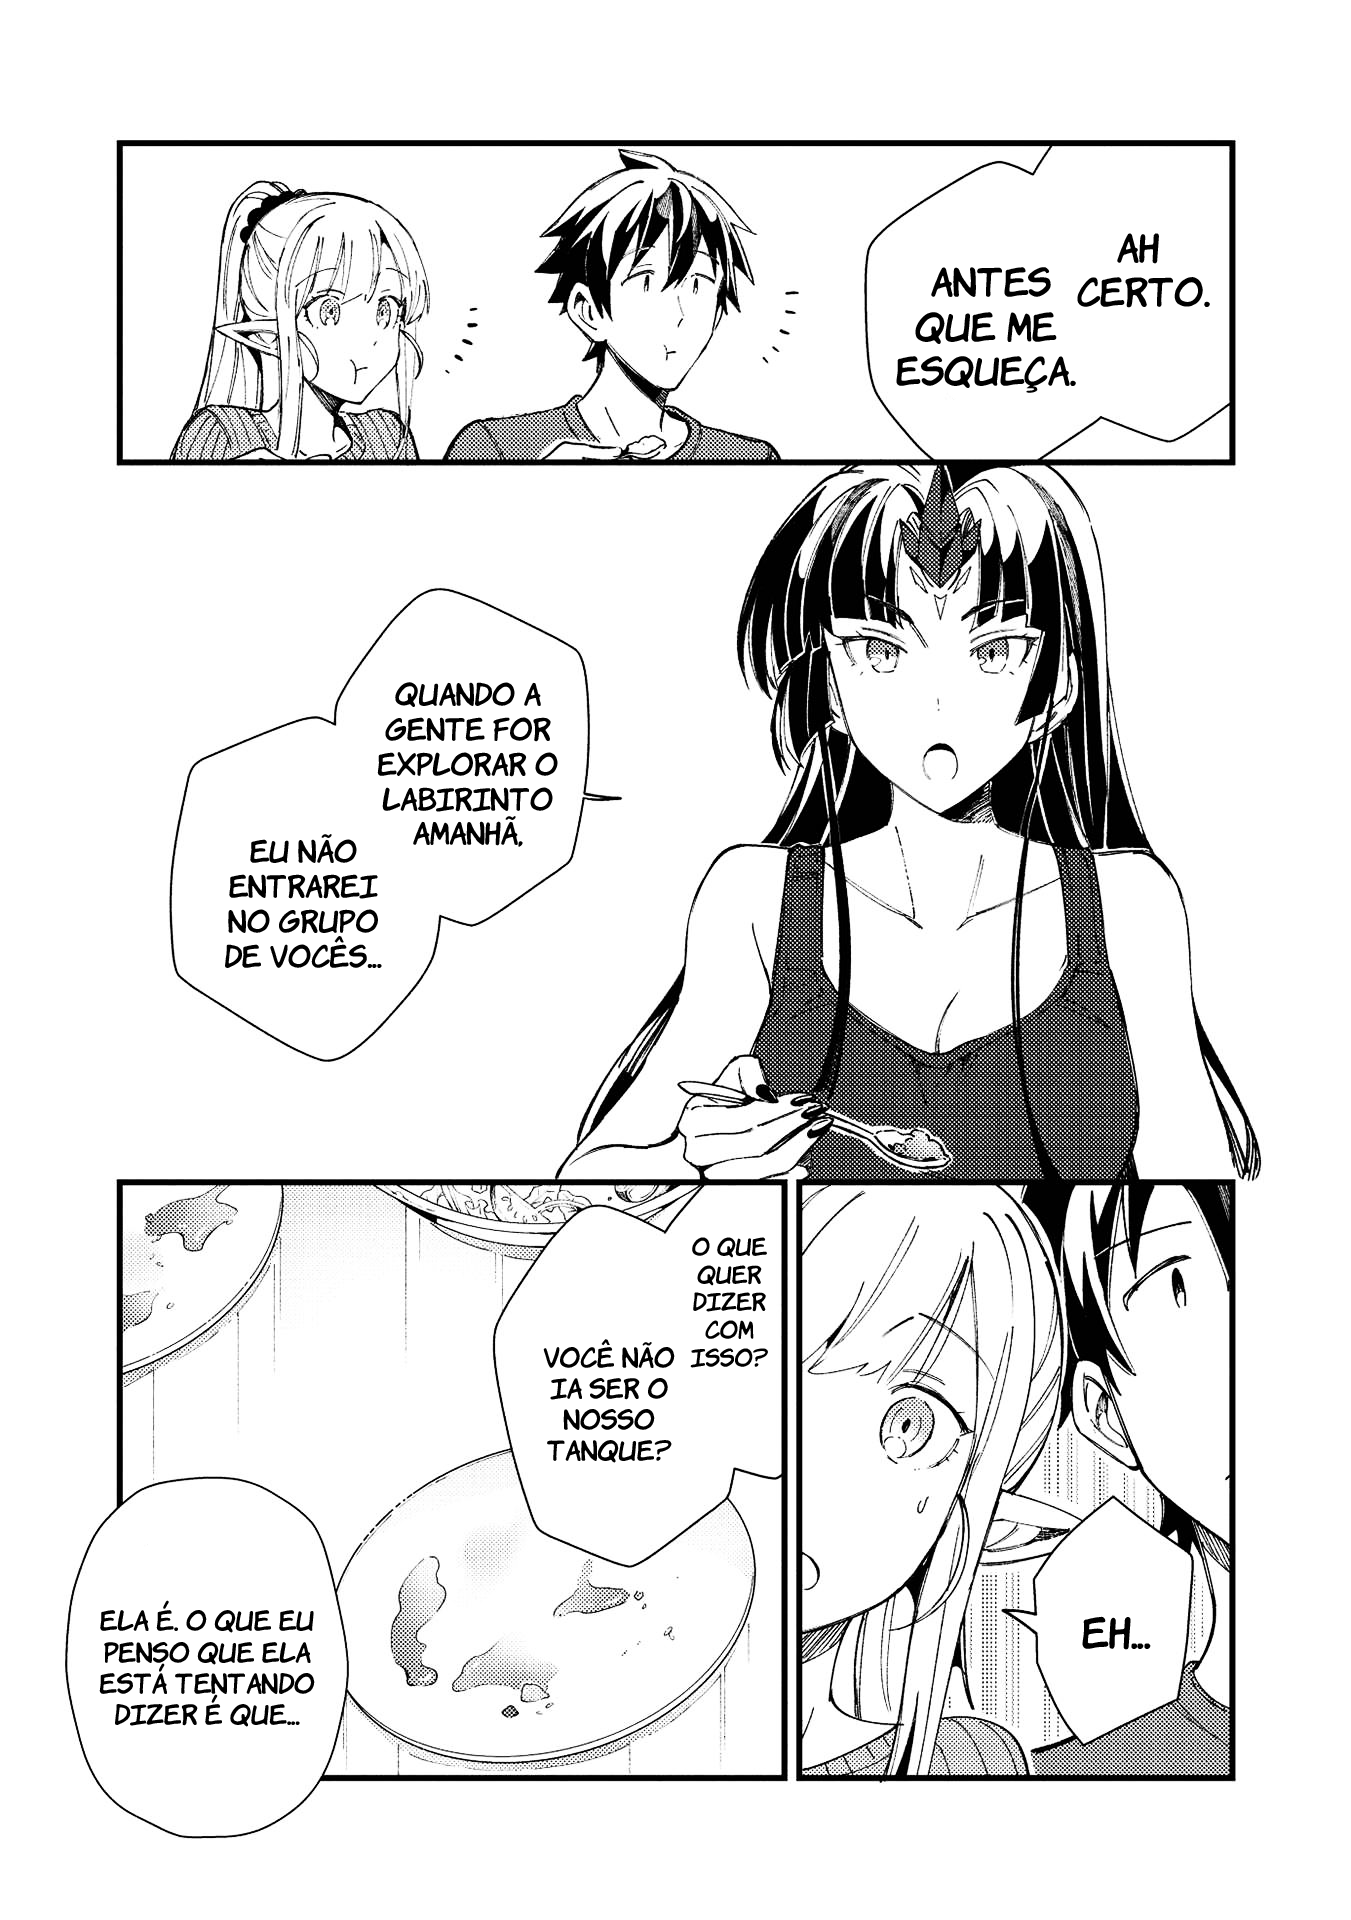 AH
CERTO.
ANTES
QUE ME
ESQUEÇA.
QUANDO A
GENTE FOR
EXPLORAR O
LABIRINTO
AMANHÃ,
EU NÃO
ENTRAREI
NO GRUPO
DE VOCÊS...
EH...
O QUE
QUER
DIZER
COM
ISSO?
VOCÊ NÃO
IA SER O
NOSSO
TANQUE?
ELA É. O QUE EU
PENSO QUE ELA
ESTÁ TENTANDO
DIZER É QUE...